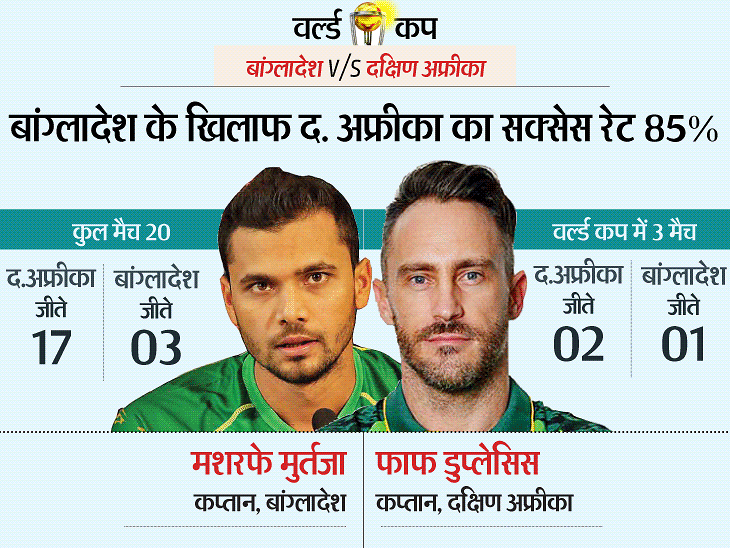 वर्ल्ड कप
बांग्लादेश V/S दक्षिण अफ्रीका
बांग्लादेश के खिलाफ द. अफ्रीका का सक्सेस रेट 85%
कुल मैच 20
द.अफ्रीका जीते 17
बांग्लादेश जीते 03
वर्ल्ड कप में 3 मैच
द.अफ्रीका जीते 02
बांग्लादेश जीते 01
मशरफे मुर्तजा
कप्तान, बांग्लादेश
फाफ डुप्लेसिस
कप्तान, दक्षिण अफ्रीका